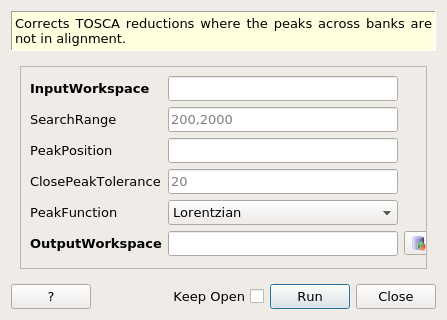 Corrects TOSCA reductions where the peaks across banks are
not in alignment.
InputWorkspace
SearchRange 200,2000
PeakPosition
ClosePeakTolerance 20
PeakFunction Lorentzian
OutputWorkspace
? Keep Open Run Close